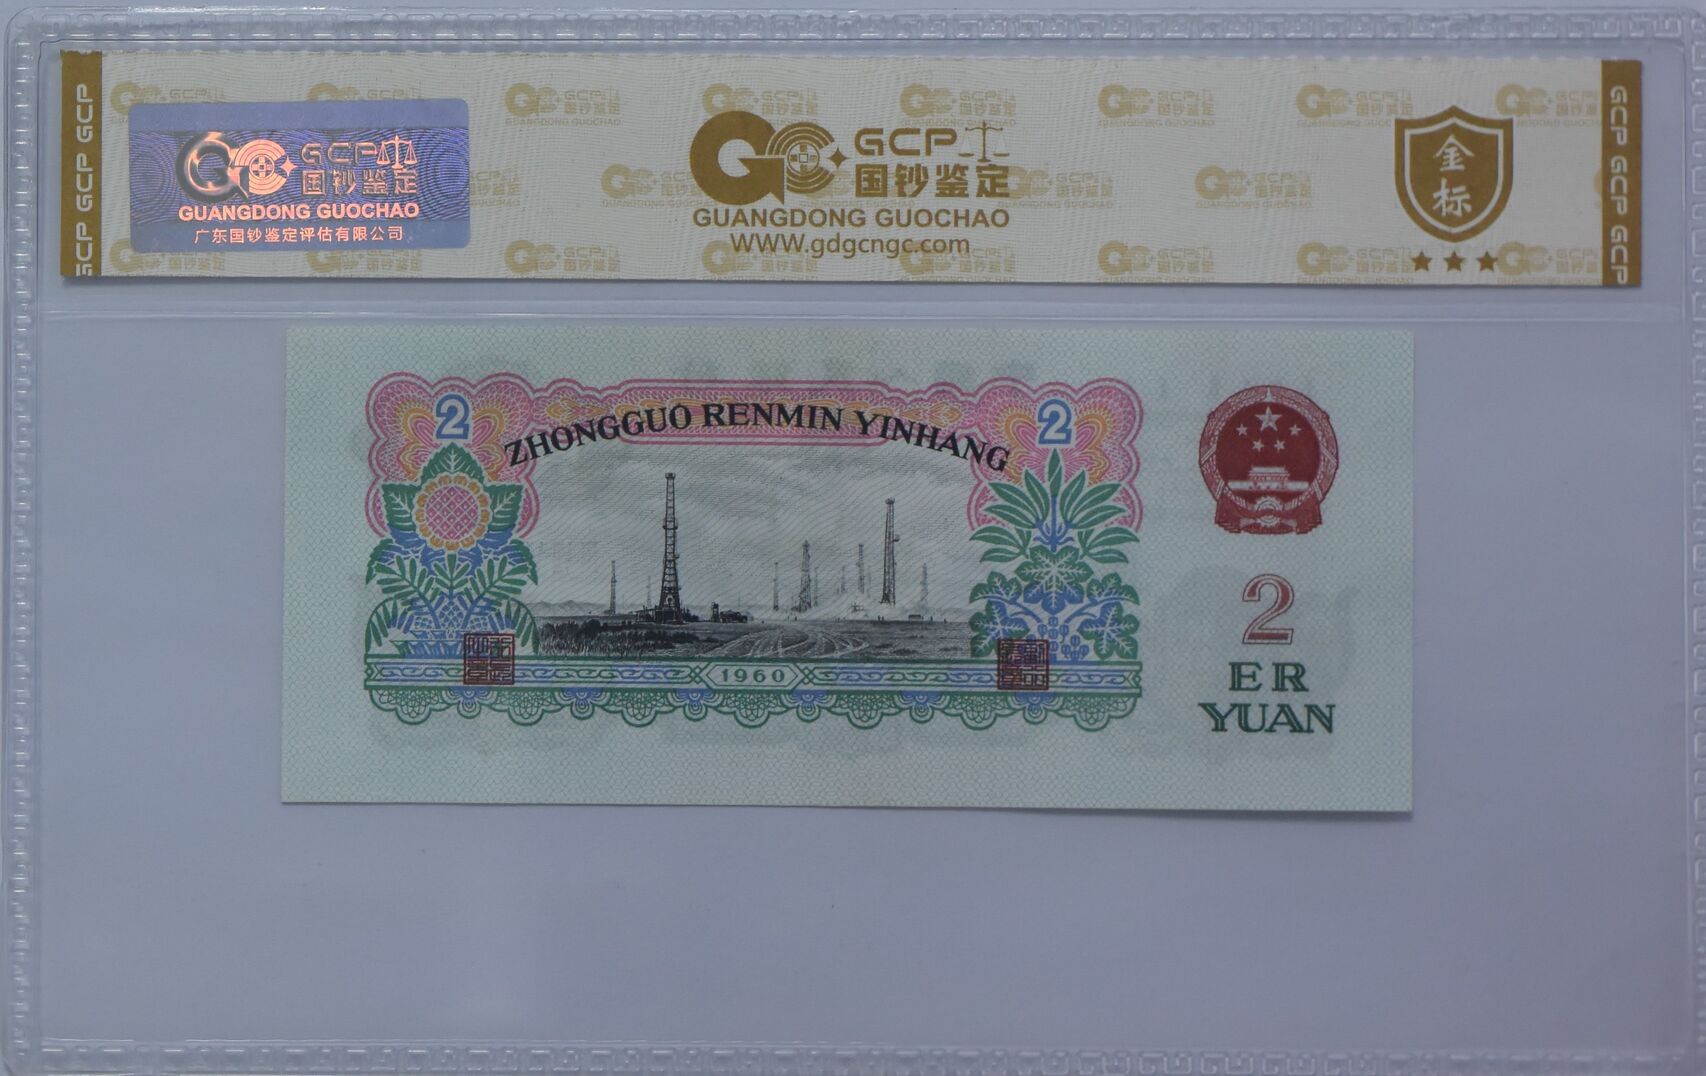 GCP GCP GCP
GCP
国钞鉴定
GUANGDONG GUOCHAO
广东国钞鉴定评估有限公司
GCP
国钞鉴定
GUANGDONG GUOCHAO
WWW.gdgcngc.com
金标
GCP GCP GCP
2
ZHONGGUO RENMIN YINHANG
2
1960
2
ER
YUAN